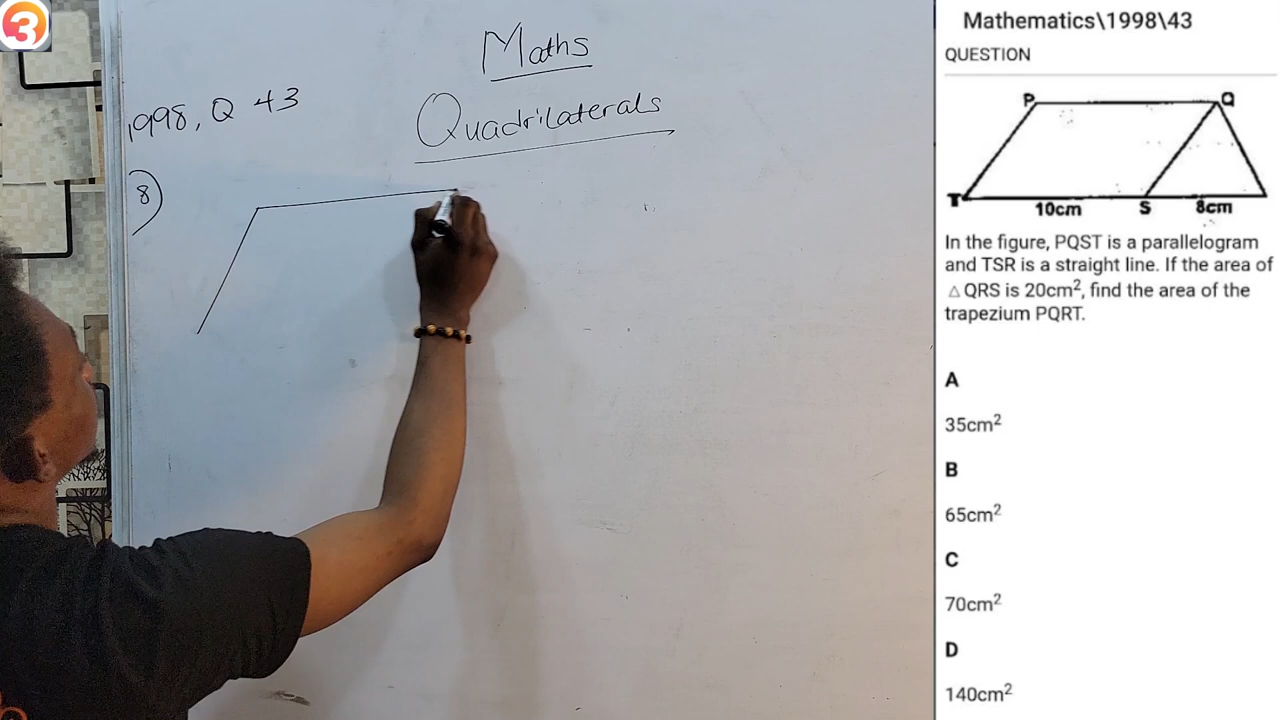 3
Maths
1998, Q 43
Quadrilaterals
8)
Mathematics\1998\43
QUESTION
P Q
T S
10cm 8cm
In the figure, PQST is a parallelogram
and TSR is a straight line. If the area of
△QRS is 20cm², find the area of the
trapezium PQRT.
A
35cm²
B
65cm²
C
70cm²
D
140cm²